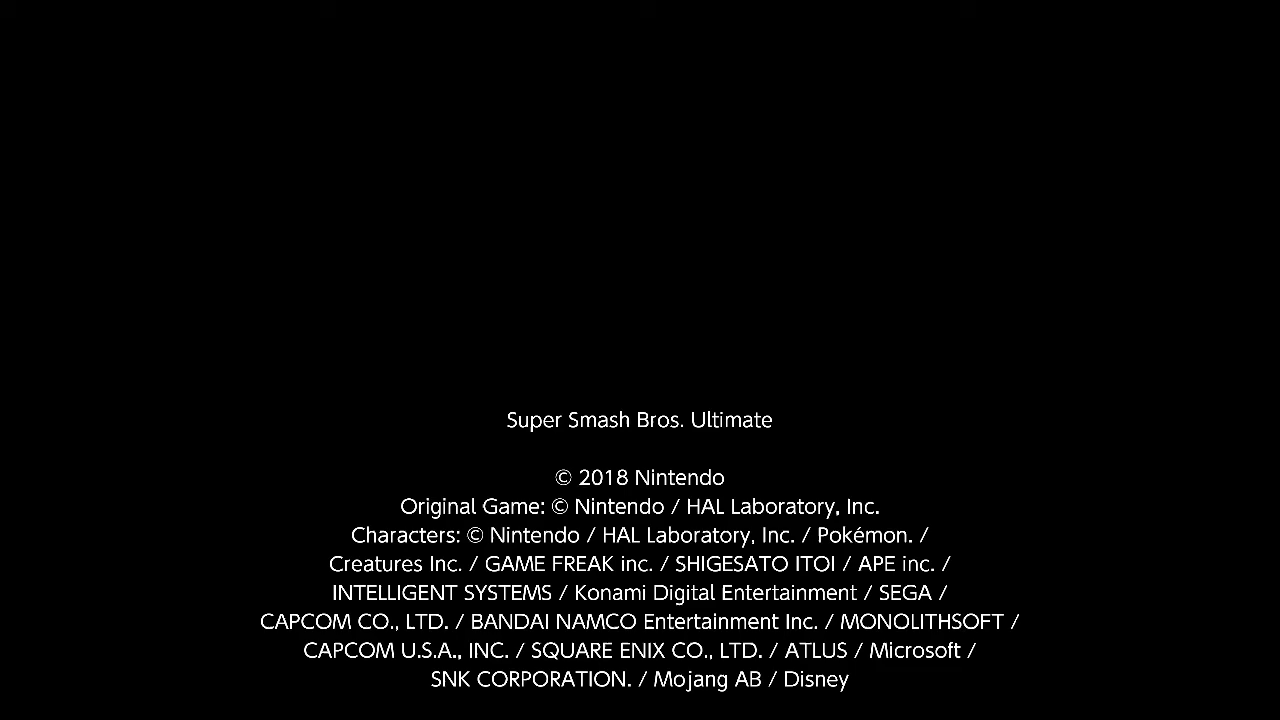 Super Smash Bros. Ultimate
© 2018 Nintendo
Original Game: © Nintendo / HAL Laboratory, Inc.
Characters: © Nintendo / HAL Laboratory, Inc. / Pokémon. /
Creatures Inc. / GAME FREAK inc. / SHIGESATO ITOI / APE inc. /
INTELLIGENT SYSTEMS / Konami Digital Entertainment / SEGA /
CAPCOM CO., LTD. / BANDAI NAMCO Entertainment Inc. / MONOLITHSOFT /
CAPCOM U.S.A., INC. / SQUARE ENIX CO., LTD. / ATLUS / Microsoft /
SNK CORPORATION. / Mojang AB / Disney